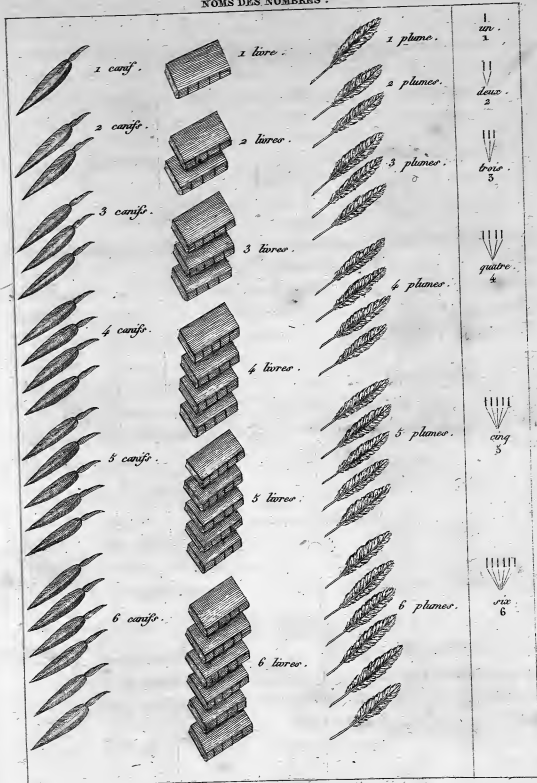 NOMS DES NOMBRES.
1 canif.
1 livre.
1 plume.
un.
1
2 canifs.
2 livres.
2 plumes.
deux.
2
3 canifs.
3 livres
3 plumes.
trois.
3
4 canifs.
4 livres.
4 plumes.
quatre.
4
5 canifs.
5 livres.
5 plumes.
cinq
5
6 canifs.
6 livres.
6 plumes.
six
6